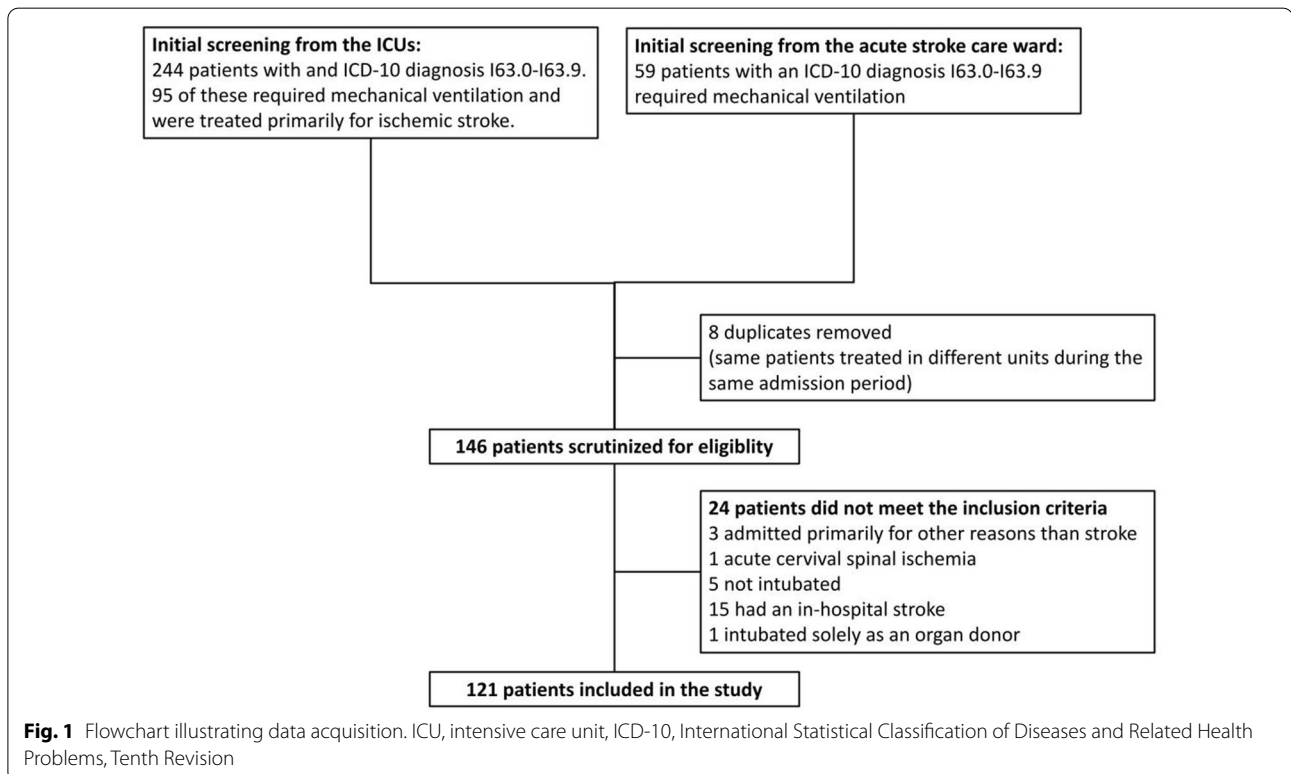 Initial screening from the ICUs:
244 patients with and ICD-10 diagnosis I63.0-I63.9.
95 of these required mechanical ventilation and
were treated primarily for ischemic stroke.
Initial screening from the acute stroke care ward:
59 patients with an ICD-10 diagnosis I63.0-I63.9
required mechanical ventilation
8 duplicates removed
(same patients treated in different units during the
same admission period)
146 patients scrutinized for eligiblity
24 patients did not meet the inclusion criteria
3 admitted primarily for other reasons than stroke
1 acute cervival spinal ischemia
5 not intubated
15 had an in-hospital stroke
1 intubated solely as an organ donor
121 patients included in the study
Fig. 1 Flowchart illustrating data acquisition. ICU, intensive care unit, ICD-10, International Statistical Classification of Diseases and Related Health
Problems, Tenth Revision